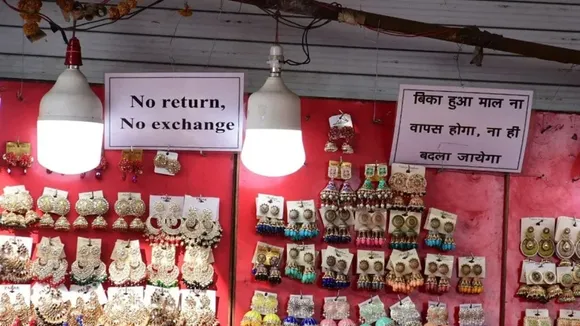 No return,
No exchange
बिका हुआ माल ना
वापस होगा, ना ही
बदला जायेगा